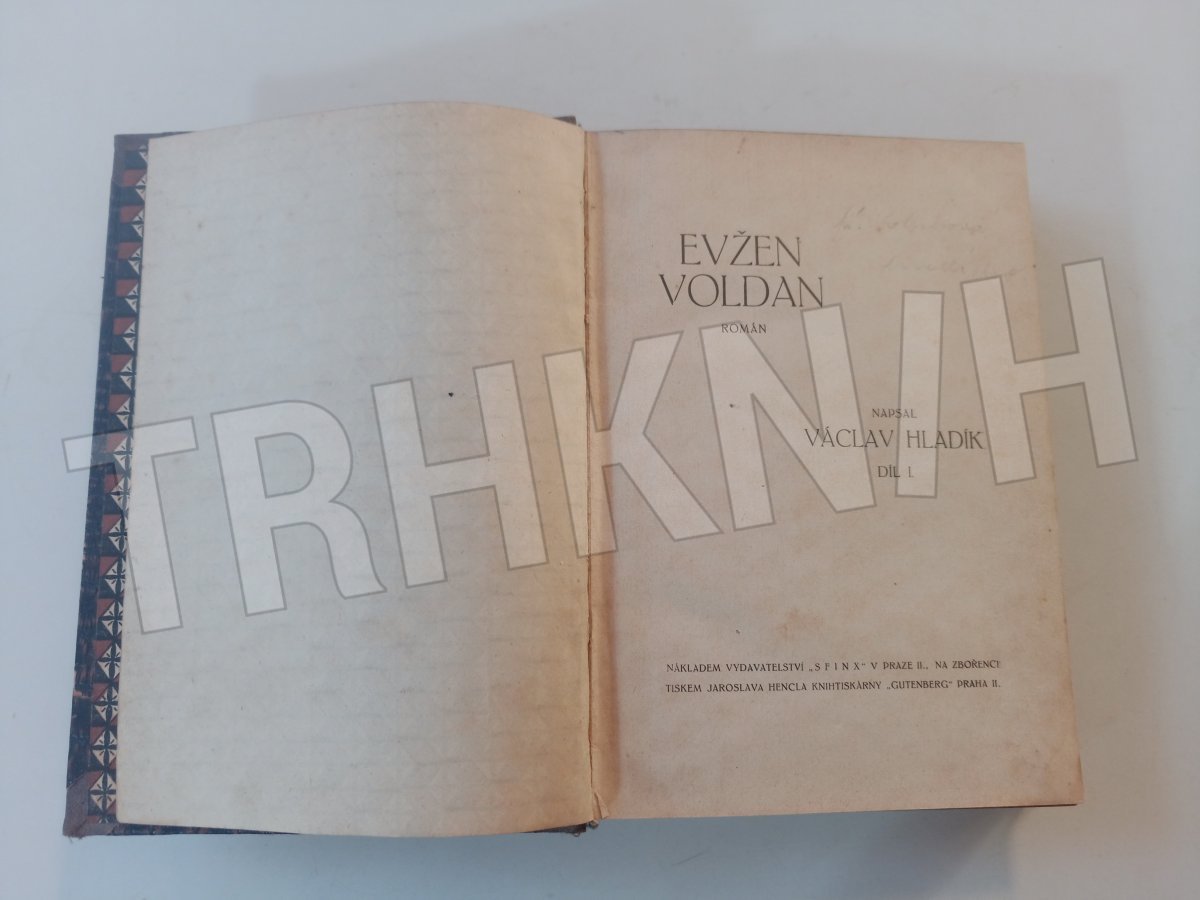 EVŽEN
VOLDAN
ROMÁN
NAPSAL
VÁCLAV HLADÍK
DÍL I.
NÁKLADEM VYDAVATELSTVÍ „SFINX“ V PRAZE II., NA ZBOŘENCI
TISKEM JAROSLAVA HENCLA KNIHTISKÁRNY „GUTENBERG“ PRAHA II.
TRHKNIH